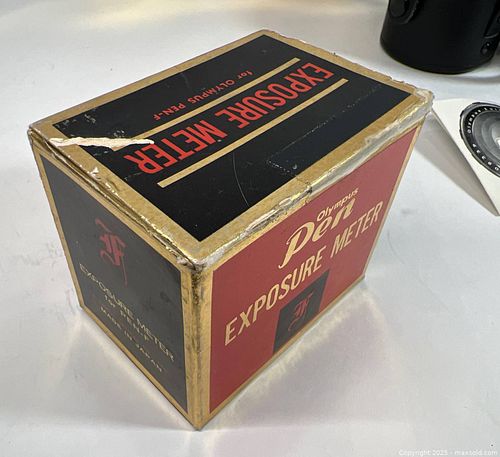 EXPOSURE METER
for OLYMPUS PEN-F
Olympus
Pen
EXPOSURE METER
F
F
EXPOSURE METER
for PEN-F
MADE IN JAPAN
Copyright 2025 - maxsold.com